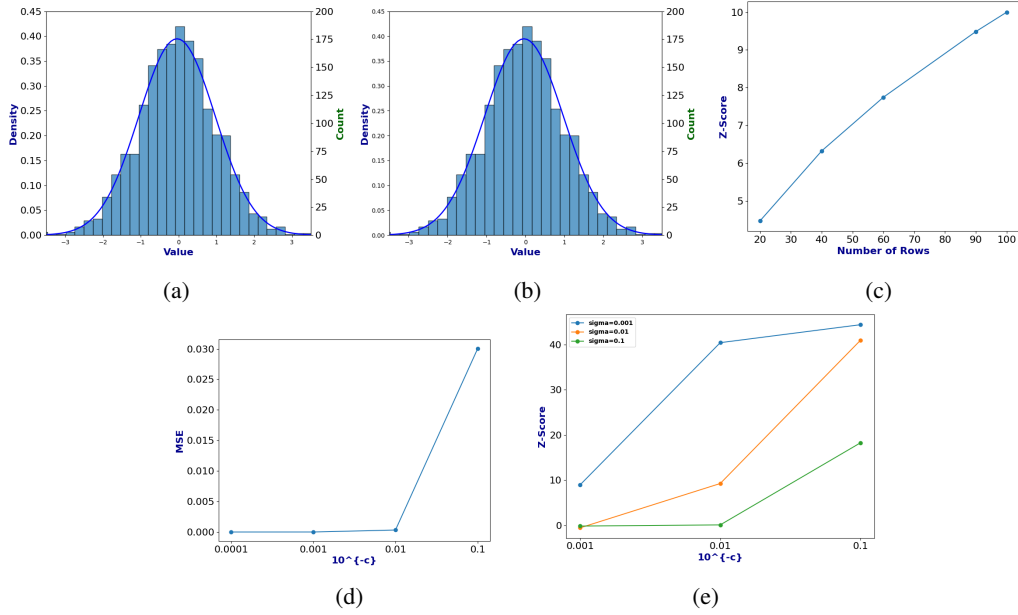 0.45
0.40
0.35
0.30
0.25
0.20
0.15
0.10
0.05
0.00
Density
200
175
150
125
100
75
50
25
0
Count
−3 −2 −1 0 1 2 3
Value
(a)
0.45
0.40
0.35
0.30
0.25
0.20
0.15
0.10
0.05
0.00
Density
200
175
150
125
100
75
50
25
0
Count
−3 −2 −1 0 1 2 3
Value
(b)
10
9
8
7
6
5
Z-Score
20 30 40 50 60 70 80 90 100
Number of Rows
(c)
0.030
0.025
0.020
0.015
0.010
0.005
0.000
MSE
0.0001 0.001 0.01 0.1
10^{-c}
(d)
sigma=0.001
sigma=0.01
sigma=0.1
40
30
20
10
0
Z-Score
0.001 0.01 0.1
10^{-c}
(e)